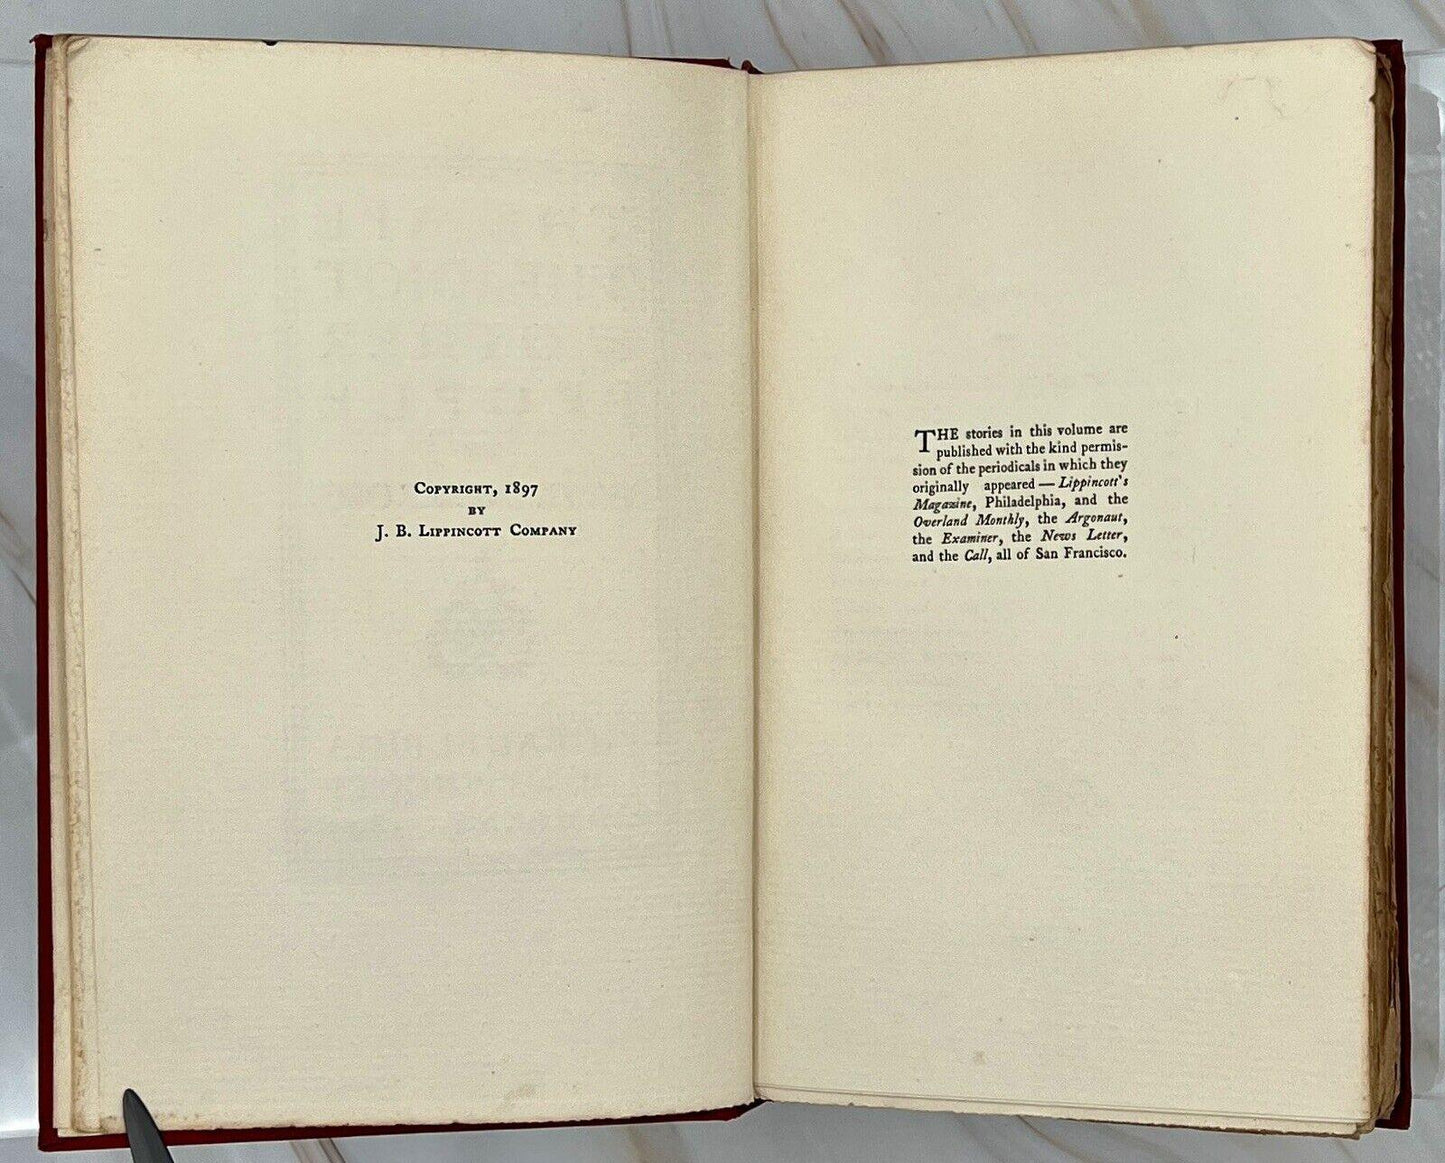 Copyright, 1897
by
J. B. Lippincott Company
THE stories in this volume are
published with the kind permis-
sion of the periodicals in which they
originally appeared — Lippincott's
Magazine, Philadelphia, and the
Overland Monthly, the Argonaut,
the Examiner, the News Letter,
and the Call, all of San Francisco.